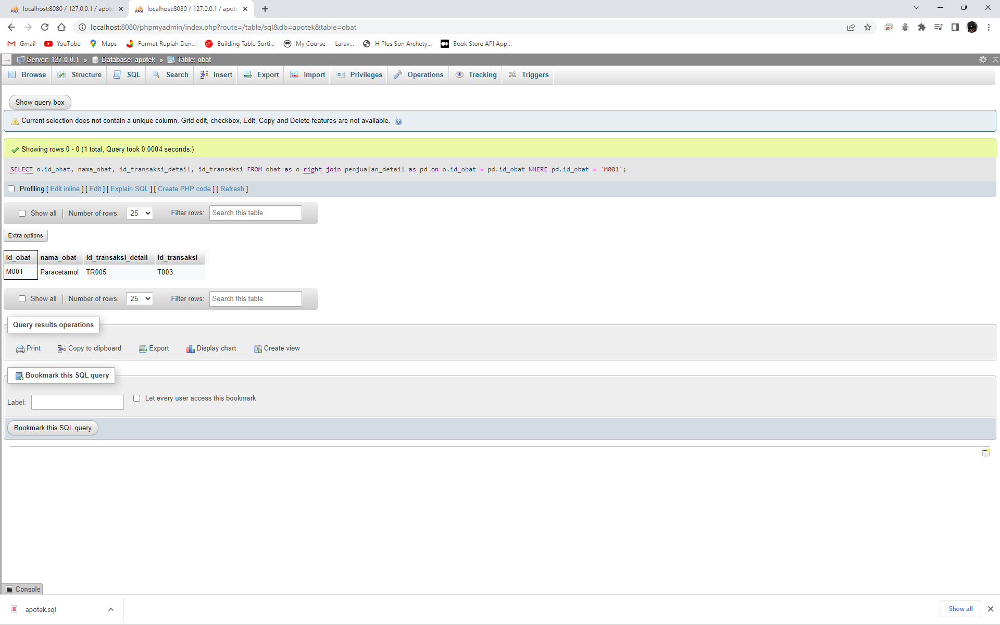 localhost:8080 / 127.0.0.1 / apote
localhost:8080 / 127.0.0.1 / apote
localhost:8080/phpmyadmin/index.php?route=/table/sql&db=apotek&table=obat
Gmail YouTube Maps Format Rupiah Den... Building Table Sorti... My Course — Larav... H Plus Son Archety... Book Store API App...
Server: 127.0.0.1 » Database: apotek » Table: obat
Browse Structure SQL Search Insert Export Import Privileges Operations Tracking Triggers
Show query box
Current selection does not contain a unique column. Grid edit, checkbox, Edit, Copy and Delete features are not available.
Showing rows 0 - 0 (1 total, Query took 0.0004 seconds.)
SELECT o.id_obat, nama_obat, id_transaksi_detail, id_transaksi FROM obat as o right join penjualan_detail as pd on o.id_obat = pd.id_obat WHERE pd.id_obat = 'M001';
Profiling [ Edit inline ] [ Edit ] [ Explain SQL ] [ Create PHP code ] [ Refresh ]
Show all Number of rows: 25 Filter rows: Search this table
Extra options
id_obat nama_obat id_transaksi_detail id_transaksi
M001 Paracetamol TR005 T003
Show all Number of rows: 25 Filter rows: Search this table
Query results operations
Print Copy to clipboard Export Display chart Create view
Bookmark this SQL query
Label: Let every user access this bookmark
Bookmark this SQL query
Console
apotek.sql Show all